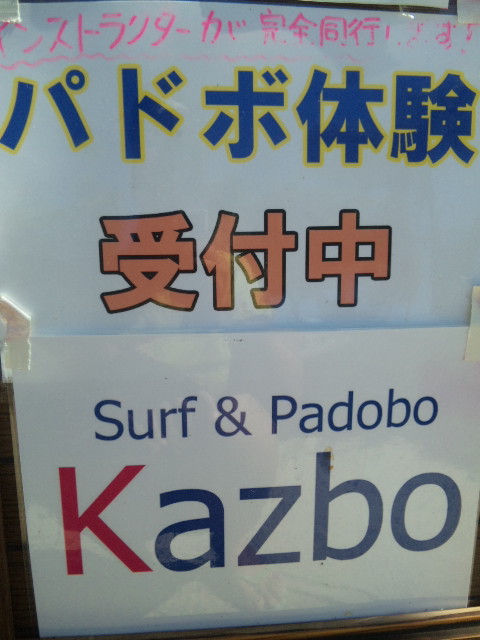 インストラクターが完全同行します!
パドボ体験
受付中
Surf & Padobo
Kazbo